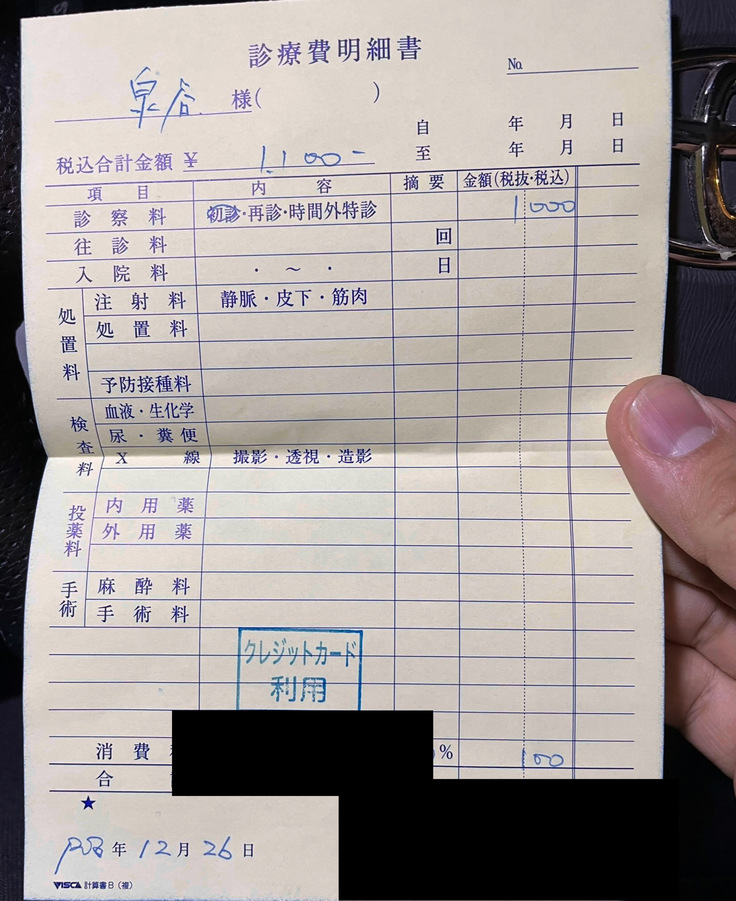 診療費明細書
No.
泉谷 様( )
自 年 月 日
至 年 月 日
税込合計金額 ¥ 1,100-
項目 内容 摘要 金額(税抜・税込)
診察料 初診・再診・時間外特診 1000
往診料 回
入院料 ・ ~ ・ 日
処置料
注射料 静脈・皮下・筋肉
処置料
予防接種料
検査料
血液・生化学
尿・糞便
X線 撮影・透視・造影
投薬料
内用薬
外用薬
手術
麻酔料
手術料
クレジットカード
利用
消費 % 100
合
★
年 12月 26日
VISCA 計算書B(複)